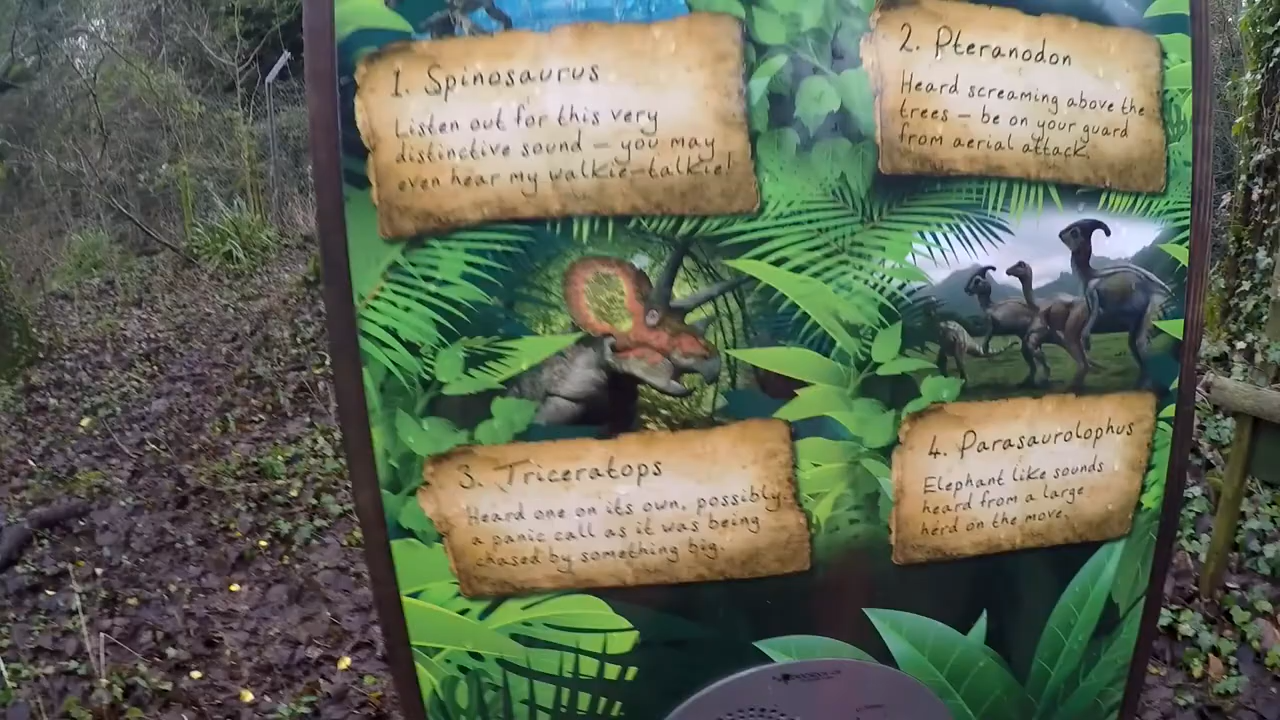 1. Spinosaurus
Listen out for this very
distinctive sound – you may
even hear my walkie-talkie!
2. Pteranodon
Heard screaming above the
trees – be on your guard
from aerial attack.
3. Triceratops
Heard one on its own, possibly
a panic call as it was being
chased by something big.
4. Parasaurolophus
Elephant like sounds
heard from a large
herd on the move.